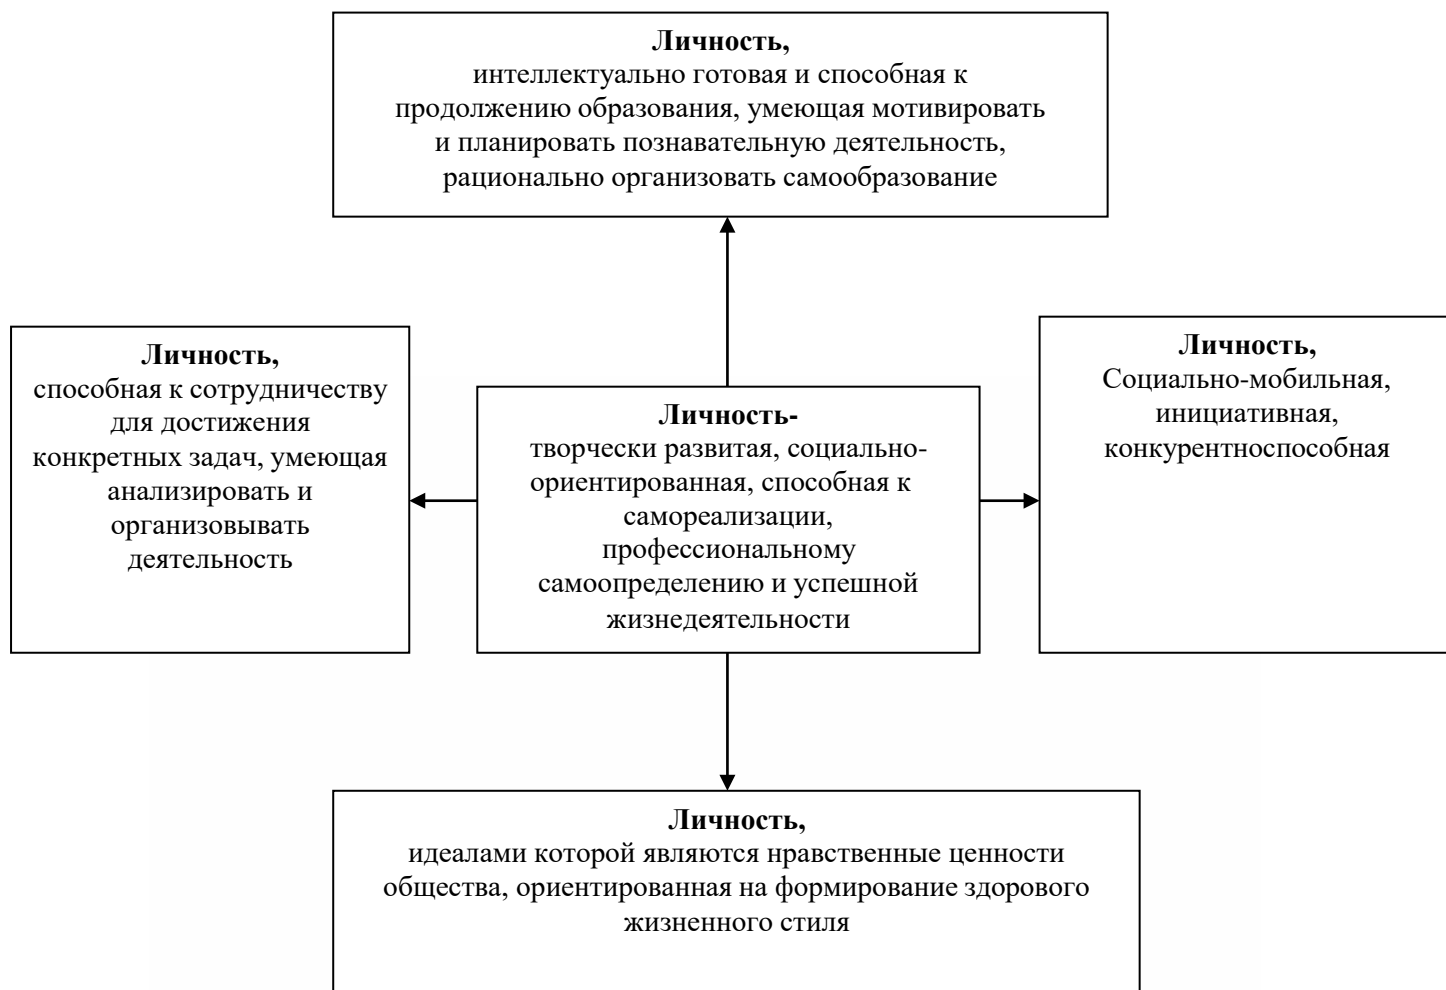 Личность,
интеллектуально готовая и способная к
продолжению образования, умеющая мотивировать
и планировать познавательную деятельность,
рационально организовать самообразование
Личность,
способная к сотрудничеству
для достижения
конкретных задач, умеющая
анализировать и
организовывать
деятельность
Личность-
творчески развитая, социально-
ориентированная, способная к
самореализации,
профессиональному
самоопределению и успешной
жизнедеятельности
Личность,
Социально-мобильная,
инициативная,
конкурентноспособная
Личность,
идеалами которой являются нравственные ценности
общества, ориентированная на формирование здорового
жизненного стиля